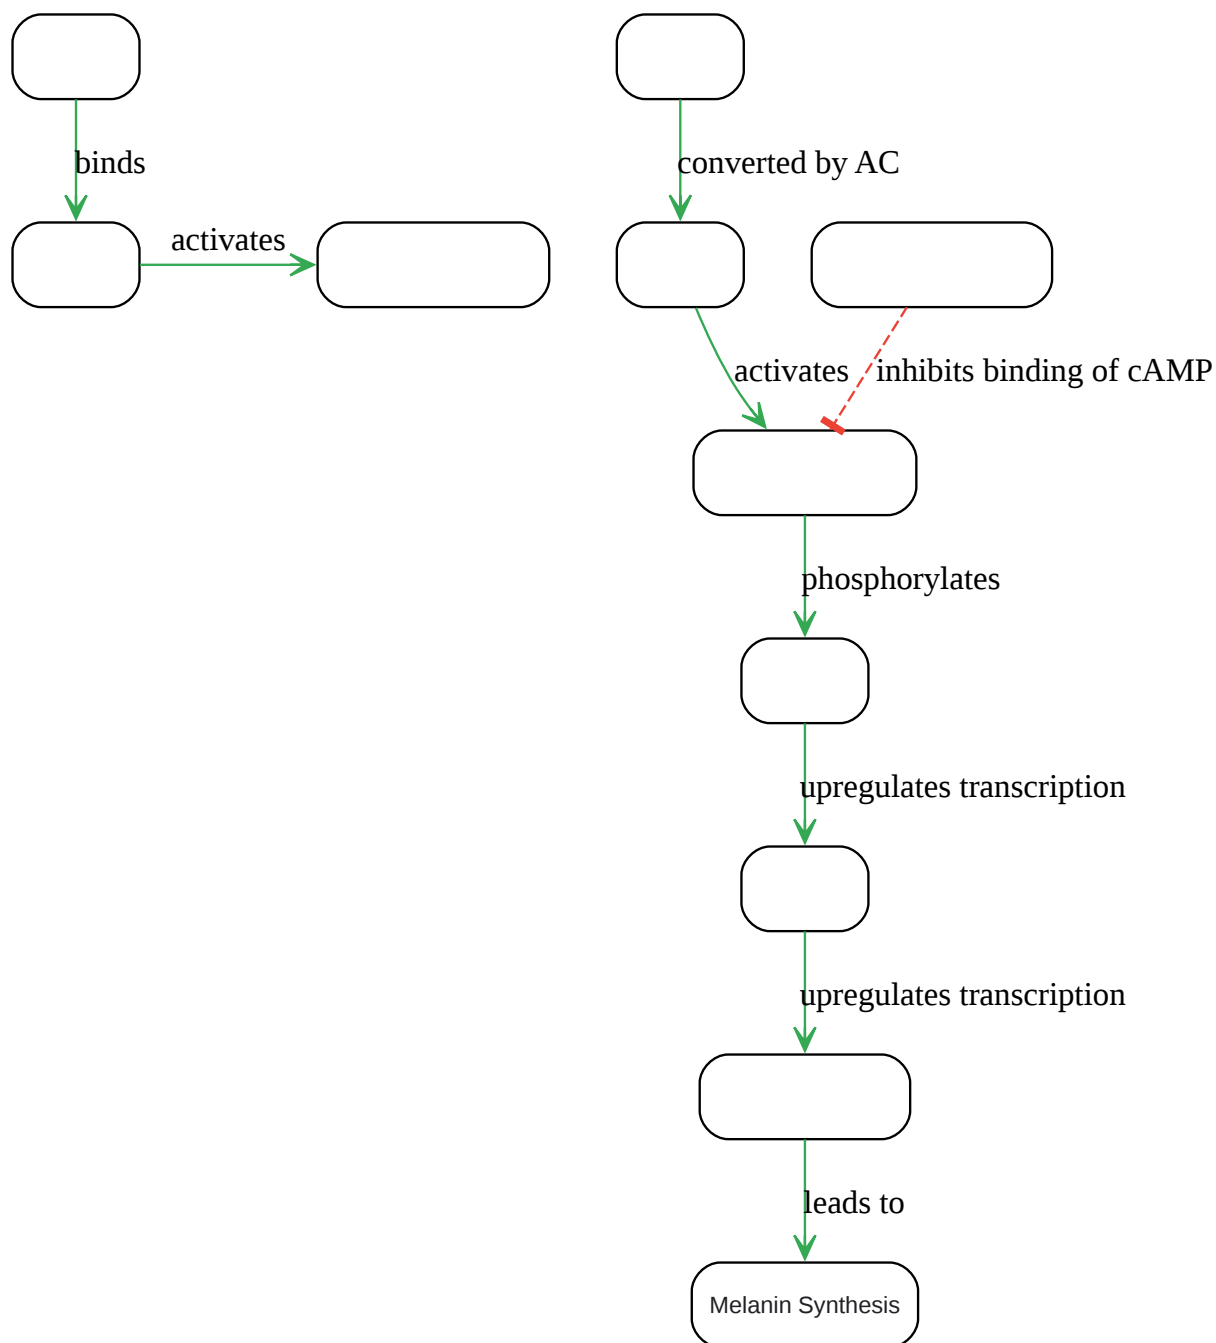 binds
converted by AC
activates
activates
inhibits binding of cAMP
phosphorylates
upregulates transcription
upregulates transcription
leads to
Melanin Synthesis